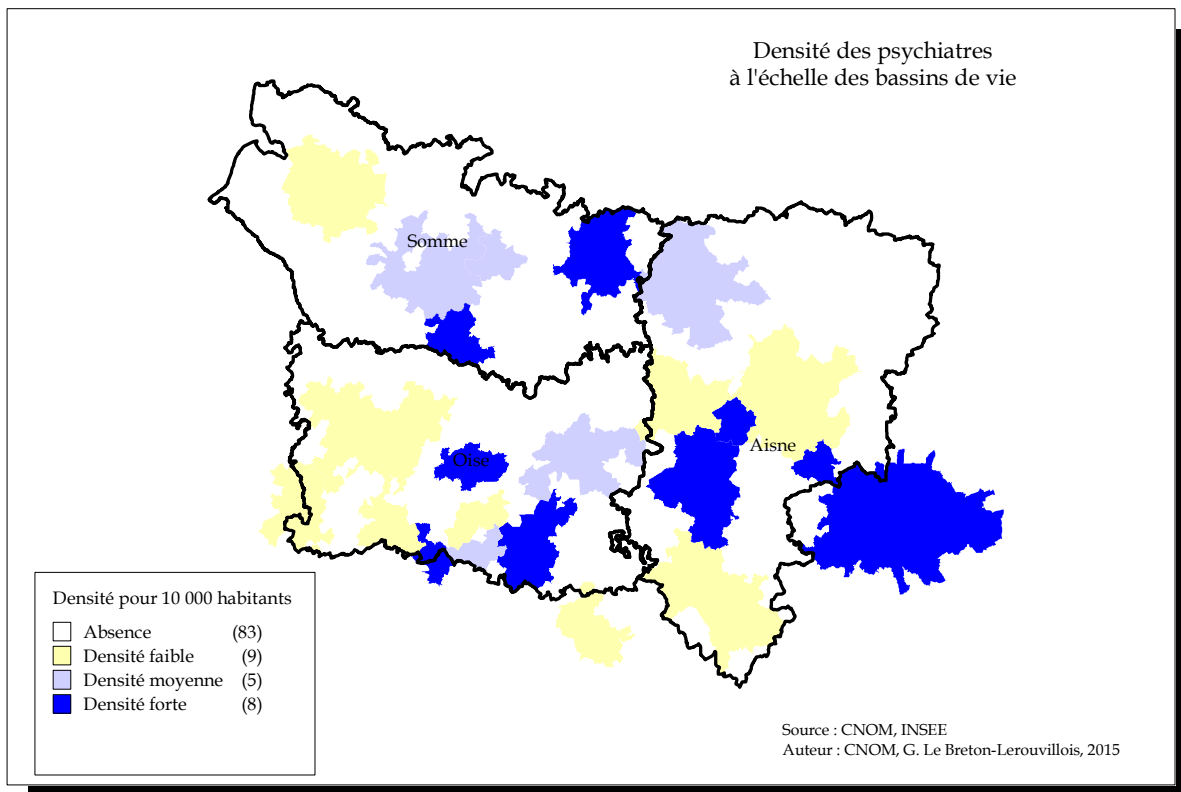 Densité des psychiatres
à l'échelle des bassins de vie
Somme
Oise
Aisne
Densité pour 10 000 habitants
Absence (83)
Densité faible (9)
Densité moyenne (5)
Densité forte (8)
Source : CNOM, INSEE
Auteur : CNOM, G. Le Breton-Lerouvillois, 2015